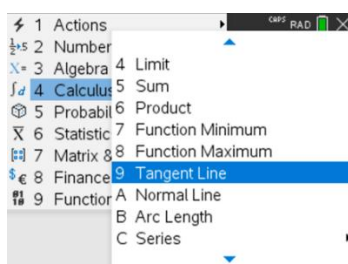 1 Actions
CAPS RAD
2 Number
3 Algebra
4 Calculus
5 Probabil
6 Statistic
7 Matrix &
8 Finance
9 Function
4 Limit
5 Sum
6 Product
7 Function Minimum
8 Function Maximum
9 Tangent Line
A Normal Line
B Arc Length
C Series